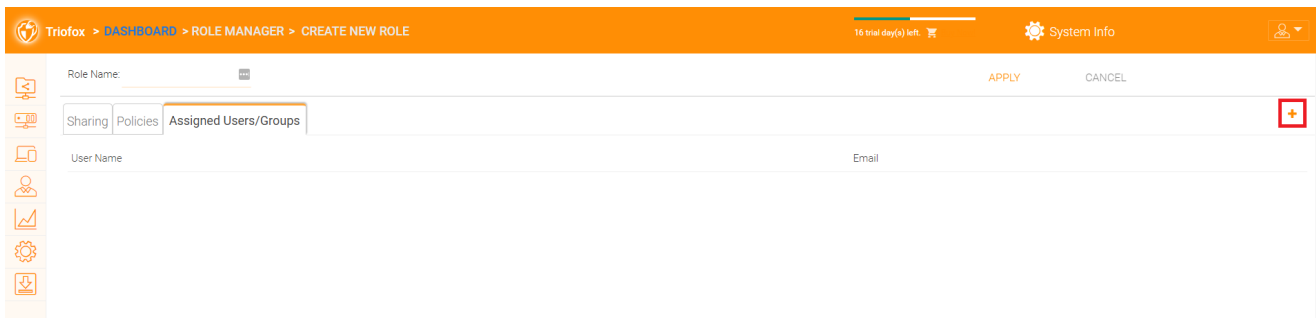 Triofox > DASHBOARD > ROLE MANAGER > CREATE NEW ROLE
16 trial day(s) left.
System Info
Role Name:
APPLY
CANCEL
Sharing Policies Assigned Users/Groups
User Name
Email